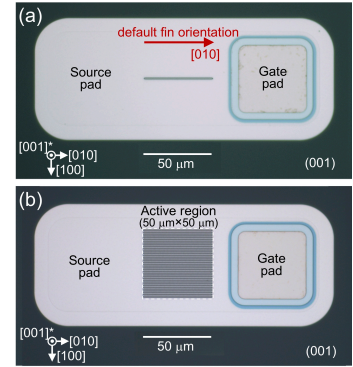 (a)
default fin orientation
[010]
Source
pad
Gate
pad
[001]*
[010]
[100]
50 μm
(001)
(b)
Active region
(50 μm×50 μm)
Source
pad
Gate
pad
[001]*
[010]
[100]
50 μm
(001)